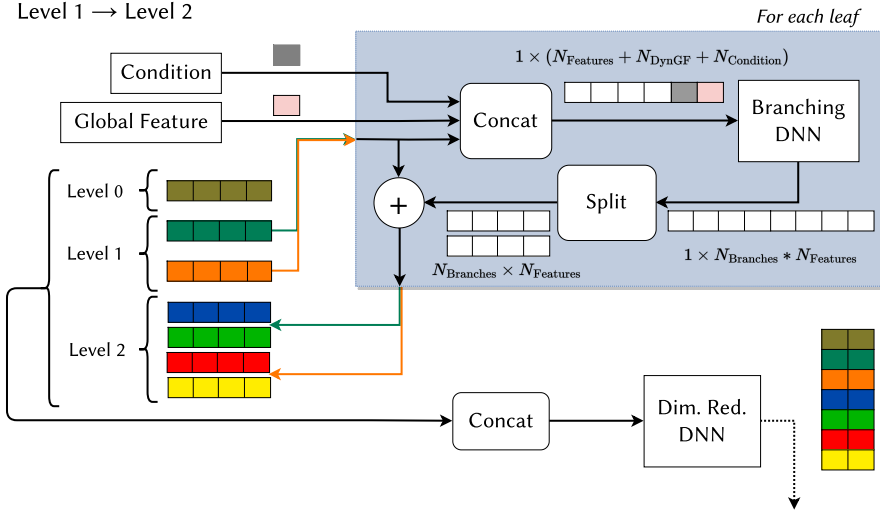 Level 1 → Level 2
For each leaf
1 × (N_Features + N_DynGF + N_Condition)
Condition
Global Feature
Concat
Branching
DNN
Level 0
Level 1
Level 2
+
Split
N_Branches × N_Features
1 × N_Branches * N_Features
Concat
Dim. Red.
DNN